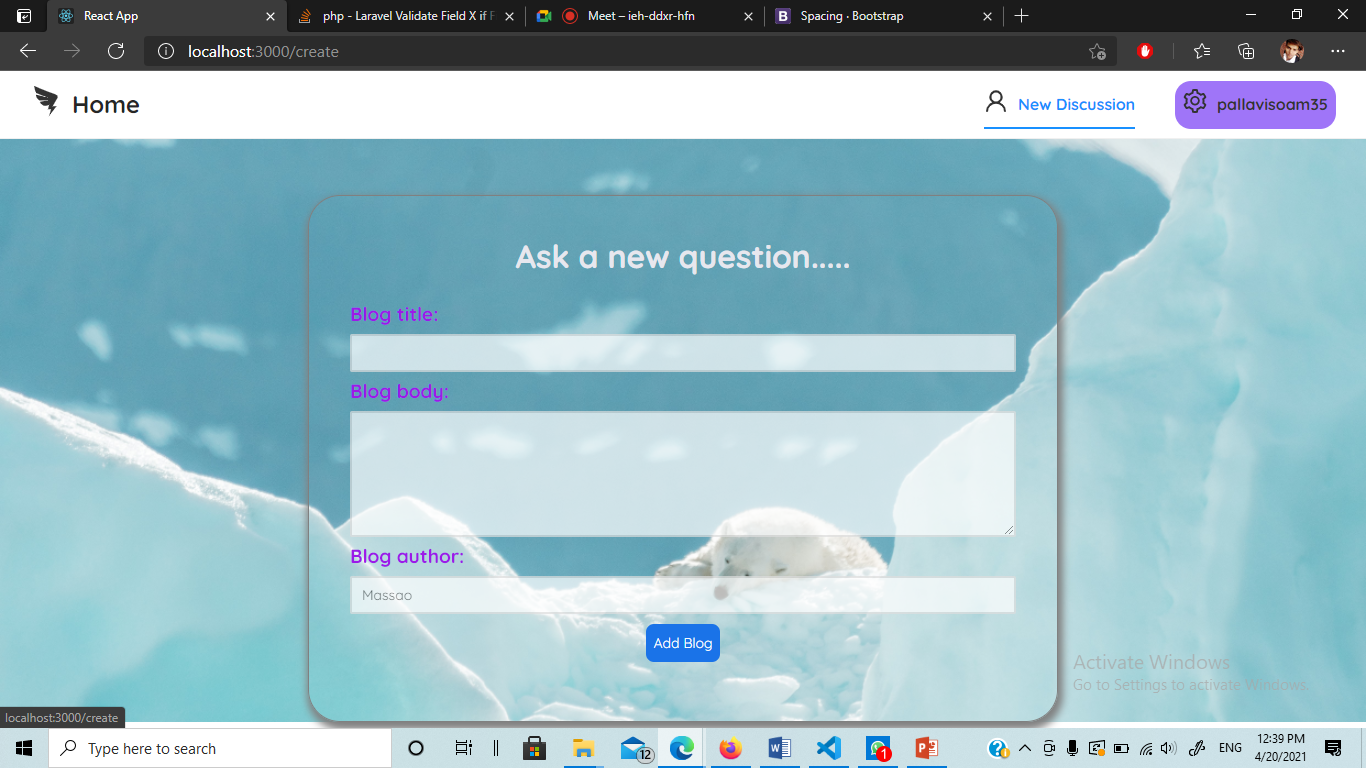 React App
php - Laravel Validate Field X if F
Meet – ieh-ddxr-hfn
Spacing · Bootstrap
localhost:3000/create
Home
New Discussion
pallavisoam35
Ask a new question.....
Blog title:
Blog body:
Blog author:
Massao
Add Blog
Activate Windows
Go to Settings to activate Windows.
localhost:3000/create
Type here to search
12
1
ENG
12:39 PM
4/20/2021